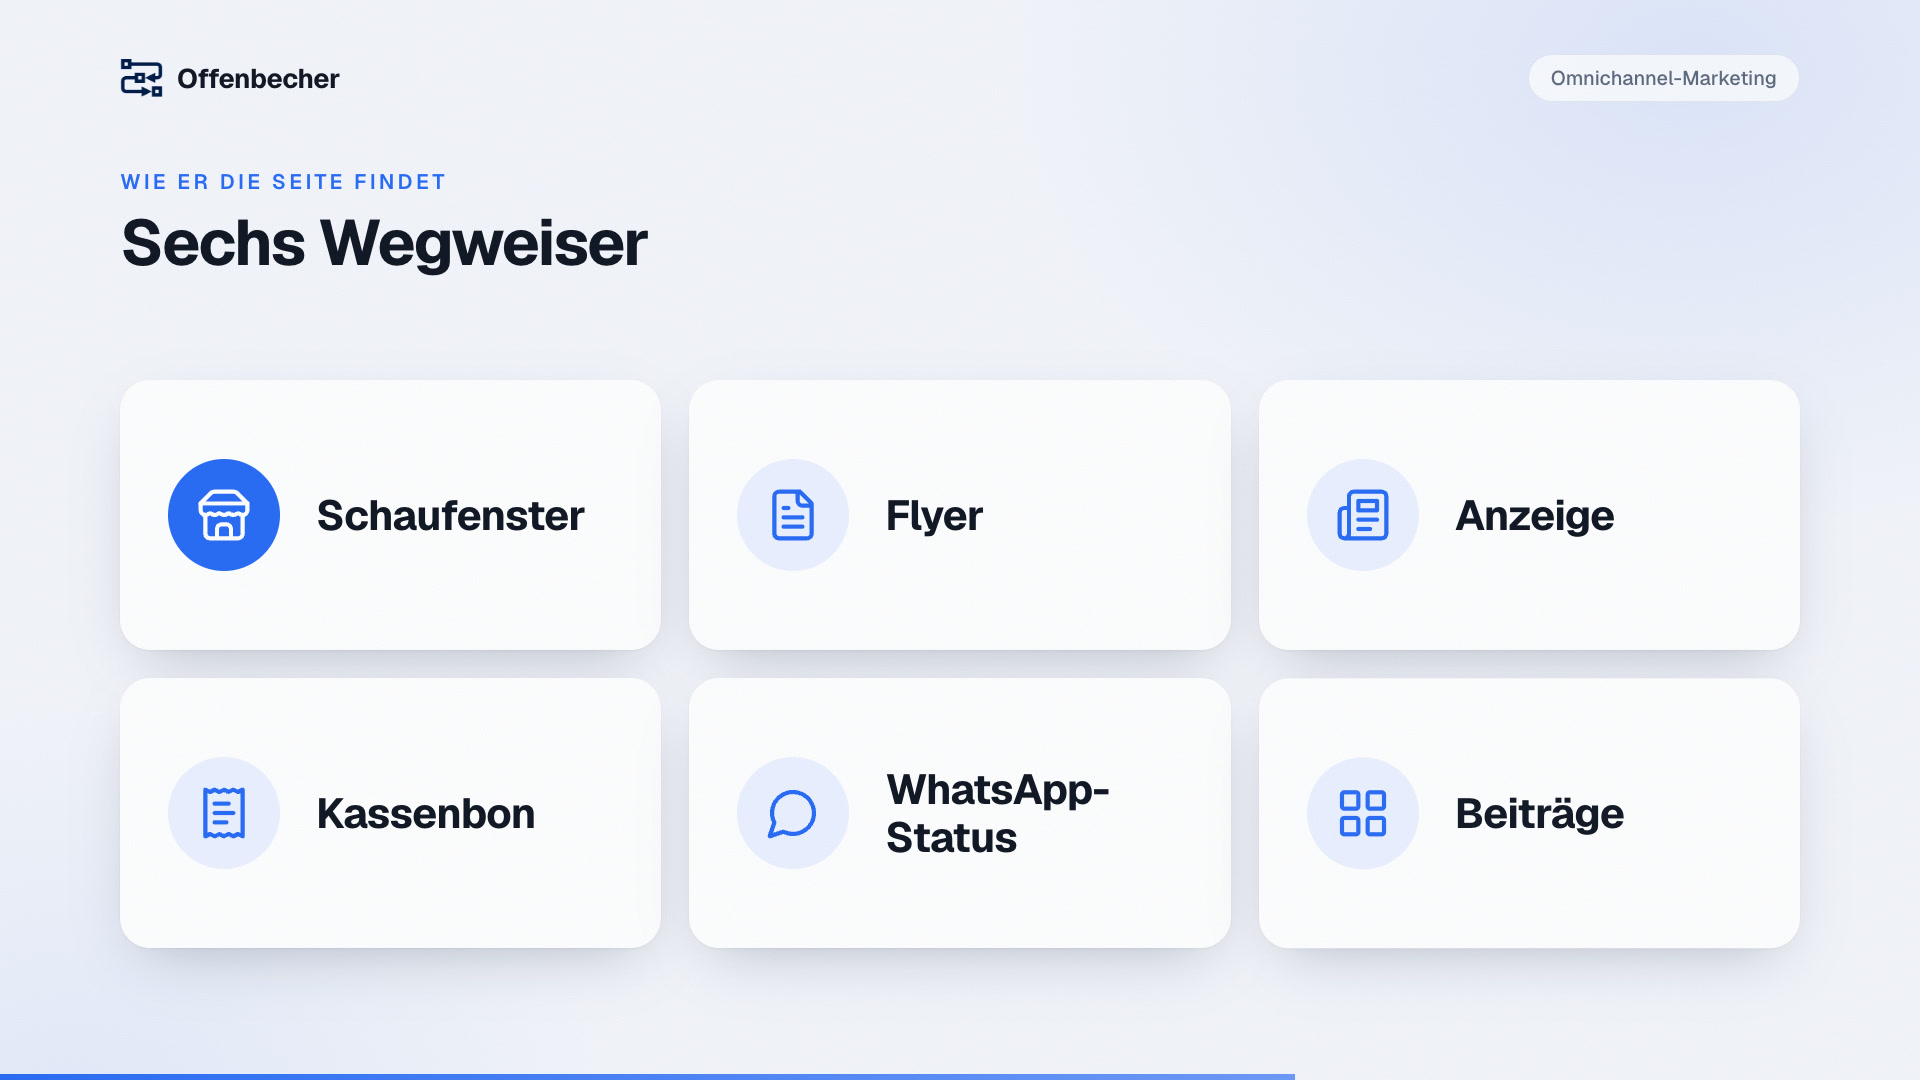 Offenbecher
Omnichannel-Marketing
WIE ER DIE SEITE FINDET
Sechs Wegweiser
Schaufenster
Flyer
Anzeige
Kassenbon
WhatsApp-
Status
Beiträge